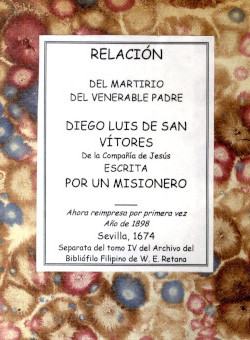 RELACIÓN
DEL MARTIRIO
DEL VENERABLE PADRE
DIEGO LUIS DE SAN
VÍTORES
De la Compañía de Jesús
ESCRITA
POR UN MISIONERO
Ahora reimpresa por primera vez
Año de 1898
Sevilla, 1674
Separata del tomo IV del Archivo del
Bibliófilo Filipino de W. E. Retana